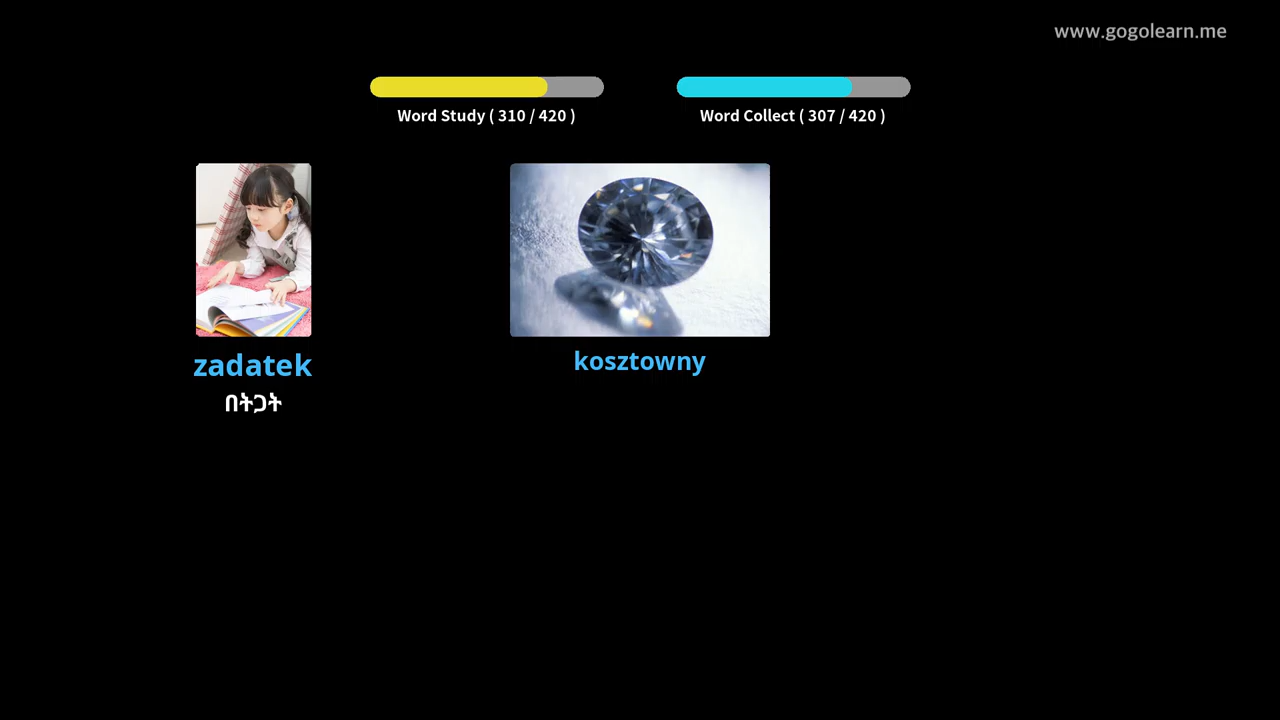 www.gogolearn.me
Word Study ( 310 / 420 )
Word Collect ( 307 / 420 )
zadatek
በትጋት
kosztowny